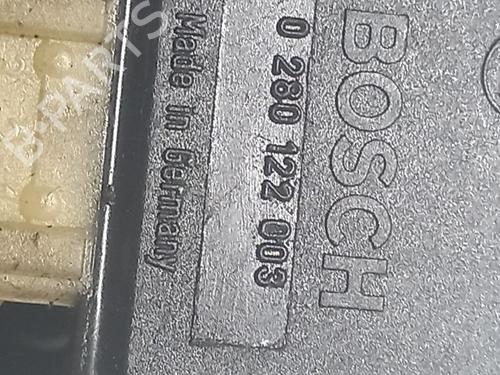 BOSCH
0 280 122 003
Made in Germany
B-PARTS